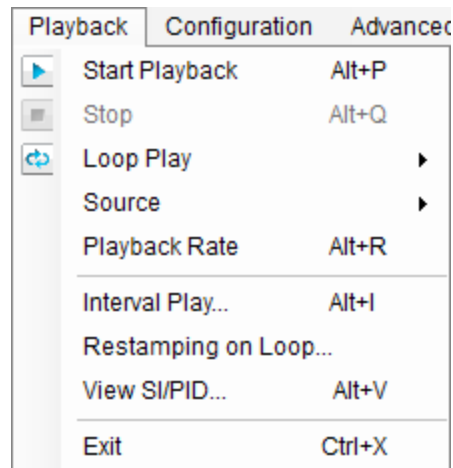 Playback Configuration Advanced
Start Playback Alt+P
Stop Alt+Q
Loop Play
Source
Playback Rate Alt+R
Interval Play... Alt+I
Restamping on Loop...
View SI/PID... Alt+V
Exit Ctrl+X